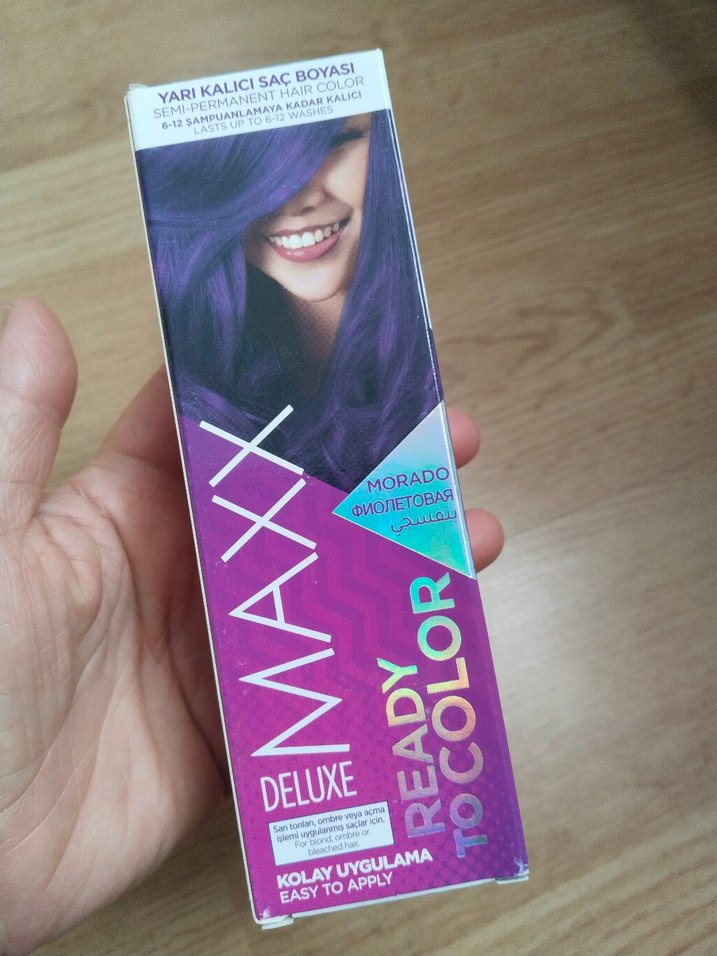 YARI KALICI SAÇ BOYASI
SEMI-PERMANENT HAIR COLOR
6-12 ŞAMPUANLAMAYA KADAR KALICI
LASTS UP TO 6-12 WASHES
MORADO
ФИОЛЕТОВАЯ
بنفسجي
MAXX
DELUXE
READY
TO COLOR
Sarı tonları, ombre veya açma
işlemi uygulanmış saçlar için.
For blond, ombre or
bleached hair.
KOLAY UYGULAMA
EASY TO APPLY